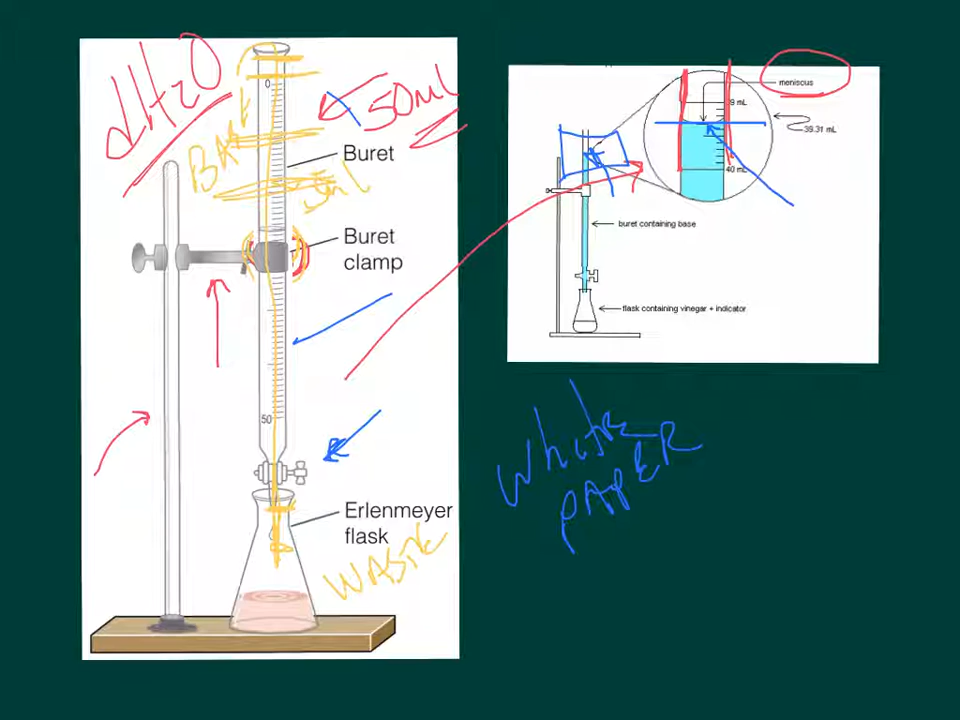 dH2O
50mL
BASE
0
Buret
Buret
clamp
50
Erlenmeyer
flask
WASTE
meniscus
39 mL
39.31 mL
40 mL
buret containing base
flask containing vinegar + indicator
White
PAPER